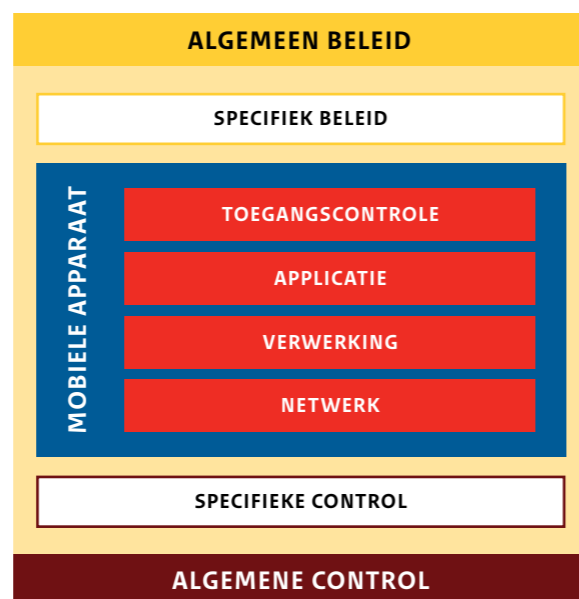 ALGEMEEN BELEID
SPECIFIEK BELEID
MOBIELE APPARAAT
TOEGANGSCONTROLE
APPLICATIE
VERWERKING
NETWERK
SPECIFIEKE CONTROL
ALGEMENE CONTROL